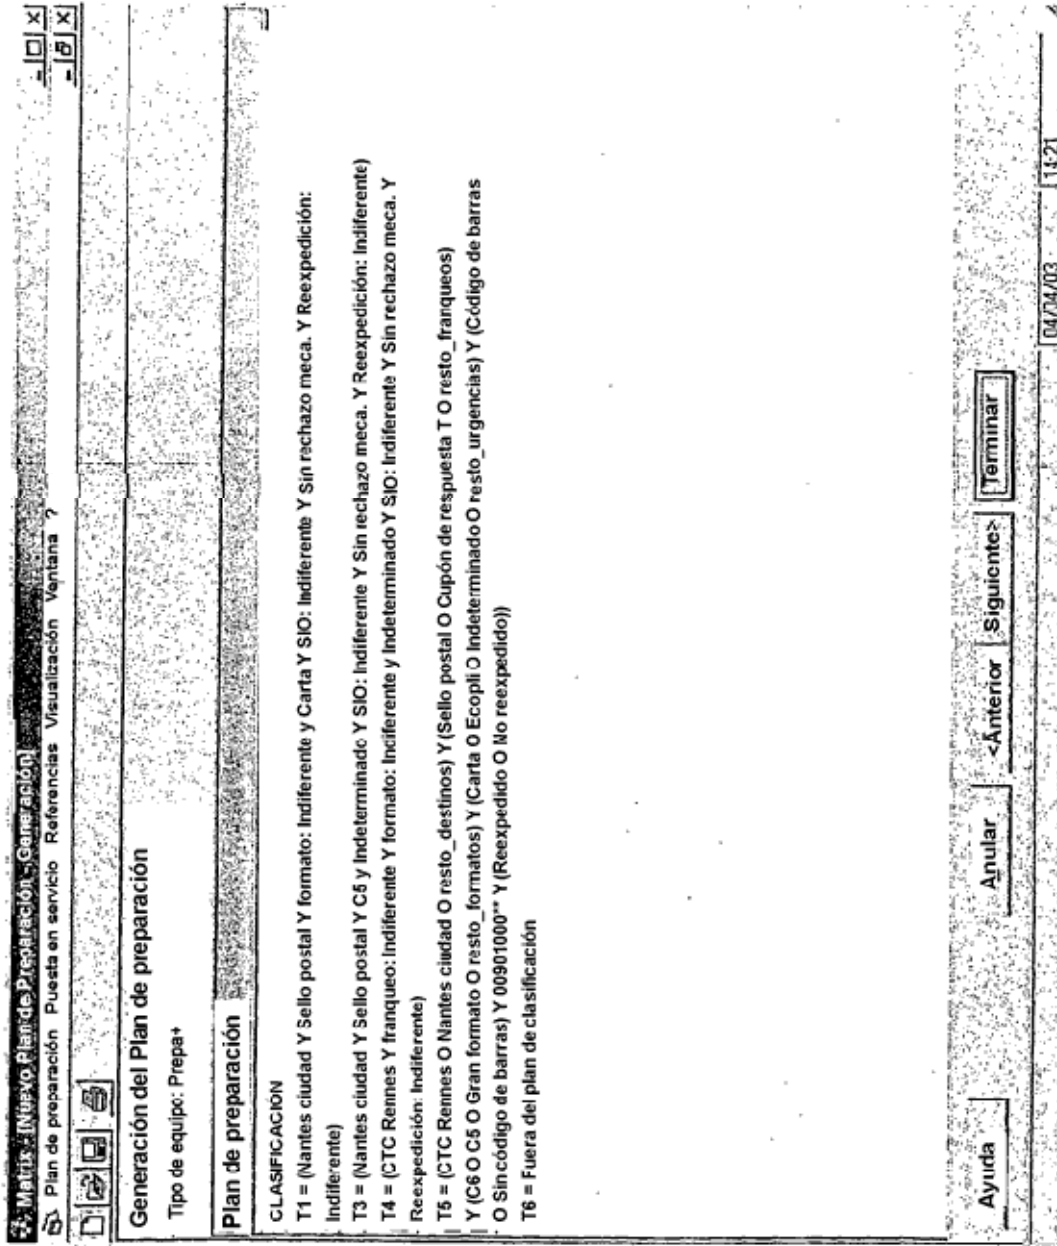 Matrix - [Nuevo Plan de Preparación - Generación]
Plan de preparación Puesta en servicio Referencias Visualización Ventana ?
Generación del Plan de preparación
Tipo de equipo: Prepa+
Plan de preparación
CLASIFICACION
T1 = (Nantes ciudad Y Sello postal Y formato: Indiferente y Carta Y SIO: Indiferente Y Sin rechazo meca. Y Reexpedición:
Indiferente)
T3 = (Nantes ciudad Y Sello postal Y C5 y Indeterminado Y SIO: Indiferente Y Sin rechazo meca. Y Reexpedición: Indiferente)
T4 = (CTC Rennes Y franqueo: Indiferente Y formato: Indiferente y Indeterminado Y SIO: Indiferente Y Sin rechazo meca. Y
Reexpedición: Indiferente)
T5 = (CTC Rennes O Nantes ciudad O resto_destinos) Y (Sello postal O Cupón de respuesta T O resto_franqueos)
Y (C6 O C5 O Gran formato O resto_formatos) Y (Carta O Ecopli O Indeterminado O resto_urgencias) Y (Código de barras
O Sin código de barras) Y 00901000** Y (Reexpedido O No reexpedido))
T6 = Fuera del plan de clasificación
Ayuda Anular <Anterior Siguiente> Terminar
04/04/03 14:21